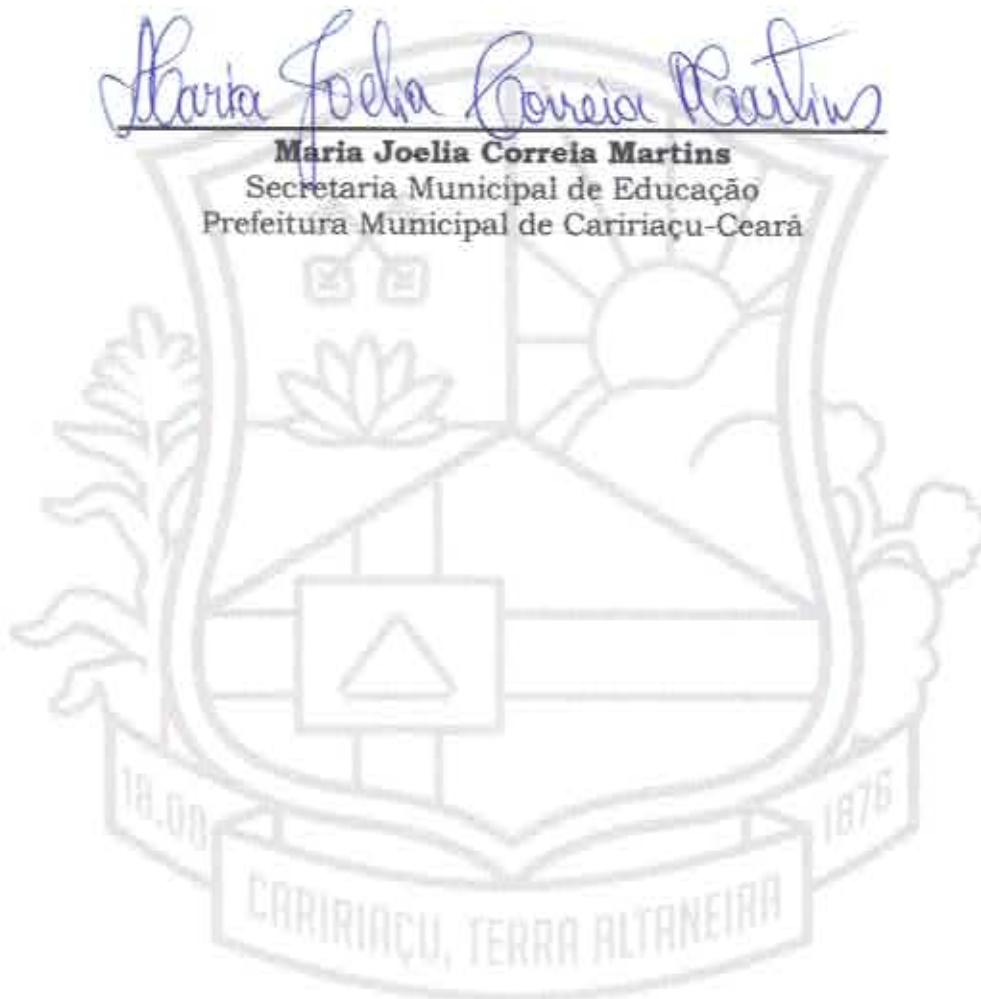 Maria Joelia Correia Martins
Maria Joelia Correia Martins
Secretaria Municipal de Educação
Prefeitura Municipal de Caririaçu-Ceará
18.08
1876
CARIRIAÇU, TERRA ALTANEIRA